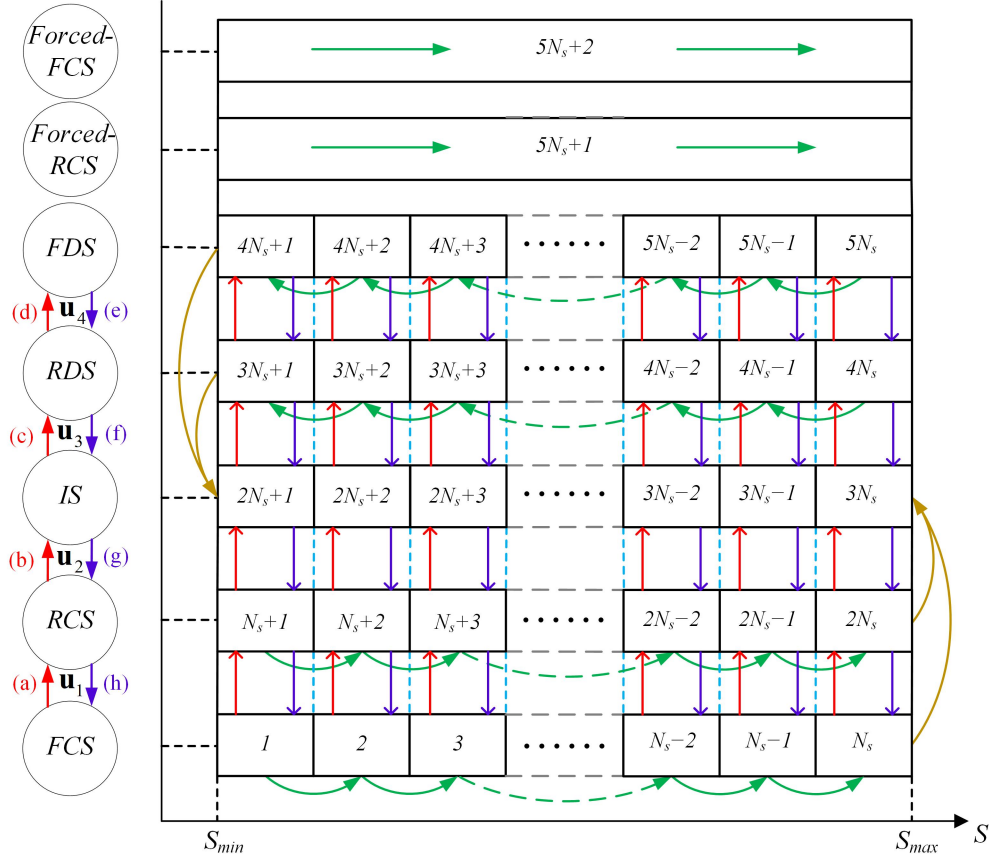 Forced-
FCS
5Nₛ+2
Forced-
RCS
5Nₛ+1
FDS
4Nₛ+1 4Nₛ+2 4Nₛ+3 ······ 5Nₛ−2 5Nₛ−1 5Nₛ
(d) u₄ (e)
RDS
3Nₛ+1 3Nₛ+2 3Nₛ+3 ······ 4Nₛ−2 4Nₛ−1 4Nₛ
(c) u₃ (f)
IS
2Nₛ+1 2Nₛ+2 2Nₛ+3 ······ 3Nₛ−2 3Nₛ−1 3Nₛ
(b) u₂ (g)
RCS
Nₛ+1 Nₛ+2 Nₛ+3 ······ 2Nₛ−2 2Nₛ−1 2Nₛ
(a) u₁ (h)
FCS
1 2 3 ······ Nₛ−2 Nₛ−1 Nₛ
S_min S_max S